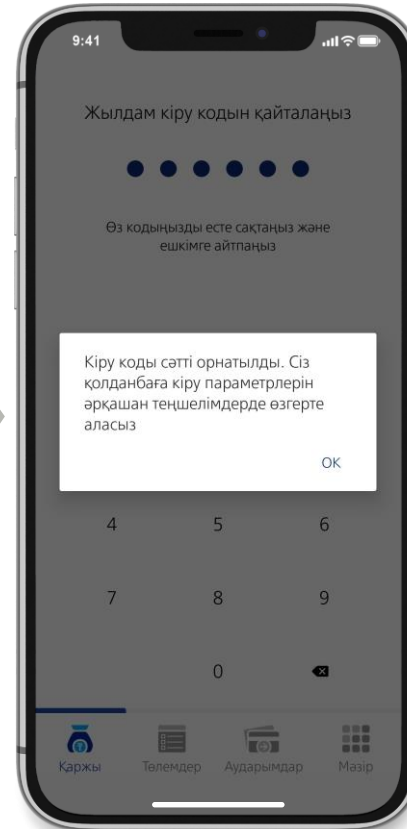 9:41
Жылдам кіру кодын қайталаңыз
Өз кодыңызды есте сақтаңыз және
ешкімге айтпаңыз
Кіру коды сәтті орнатылды. Сіз
қолданбаға кіру параметрлерін
әрқашан теңшелімдерде өзгерте
аласыз
ОК
4 5 6
7 8 9
0
Қаржы Төлемдер Аударымдар Мәзір